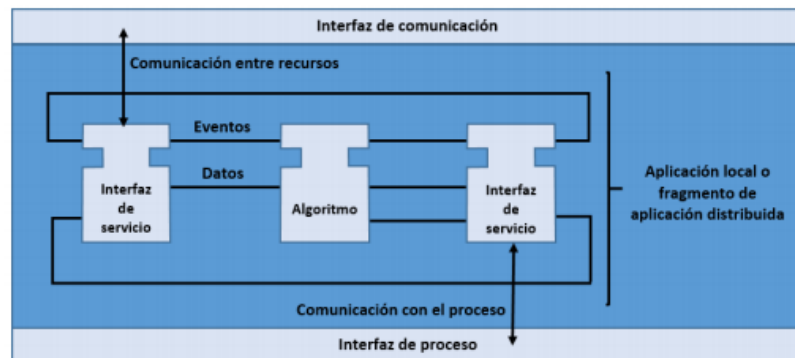 Interfaz de comunicación
Comunicación entre recursos
Eventos
Datos
Interfaz
de
servicio
Algoritmo
Interfaz
de
servicio
Aplicación local o
fragmento de
aplicación distribuida
Comunicación con el proceso
Interfaz de proceso